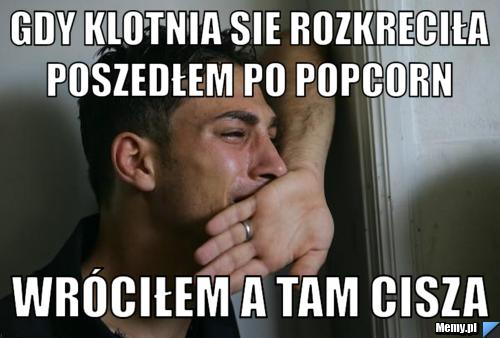 GDY KLOTNIA SIE ROZKRECIŁA
POSZEDŁEM PO POPCORN
WRÓCIŁEM A TAM CISZA
Memy.pl